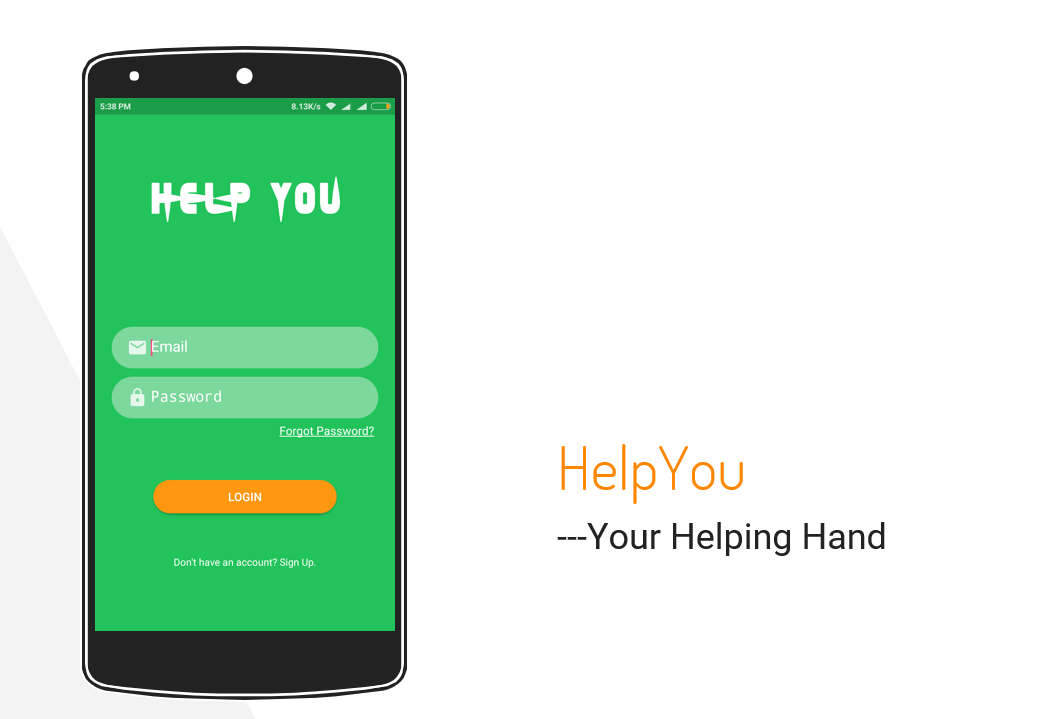 5:38 PM 8.13K/s
HELP YOU
Email
Password
Forgot Password?
LOGIN
Don't have an account? Sign Up.
HelpYou
---Your Helping Hand